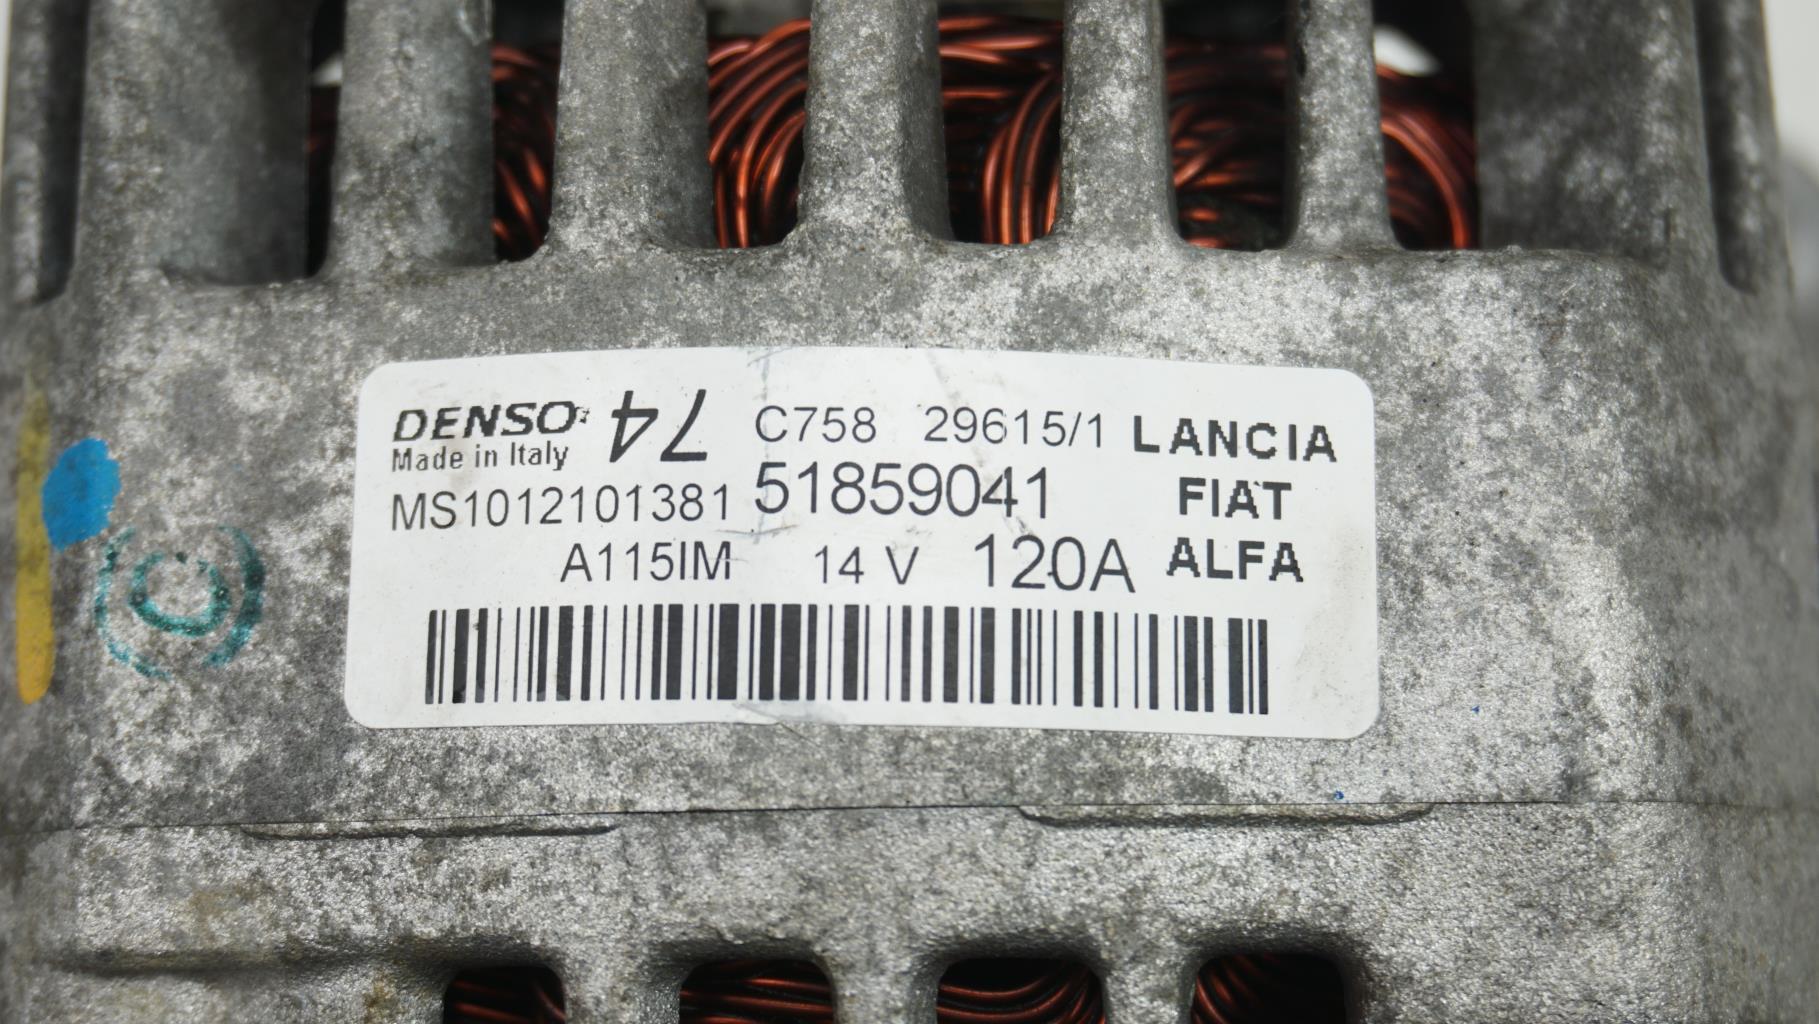 DENSO 74 C758 29615/1 LANCIA
Made in Italy
MS1012101381 51859041 FIAT
A115IM 14 V 120A ALFA
C